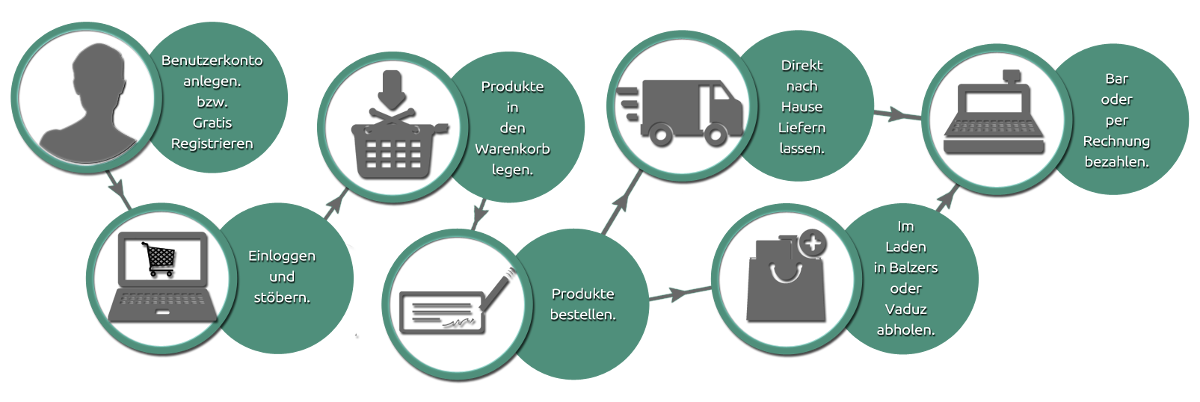 Benutzerkonto
anlegen.
bzw.
Gratis
Registrieren
Einloggen
und
stöbern.
Produkte
in
den
Warenkorb
legen.
Produkte
bestellen.
Direkt
nach
Hause
Liefern
lassen.
Im
Laden
in Balzers
oder
Vaduz
abholen.
Bar
oder
per
Rechnung
bezahlen.